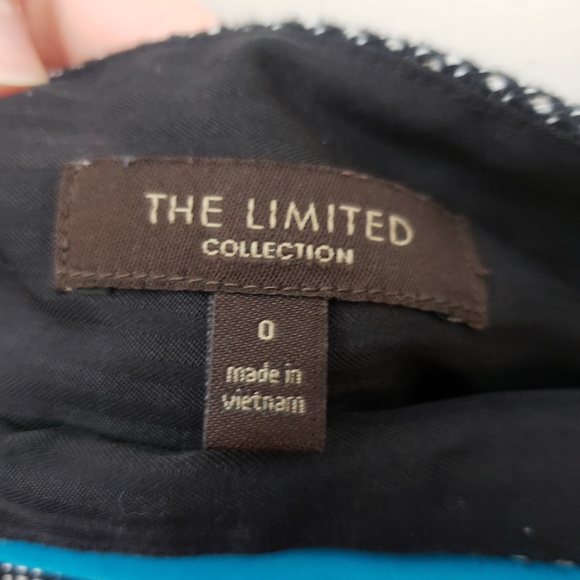 THE LIMITED
COLLECTION
0
made in
vietnam